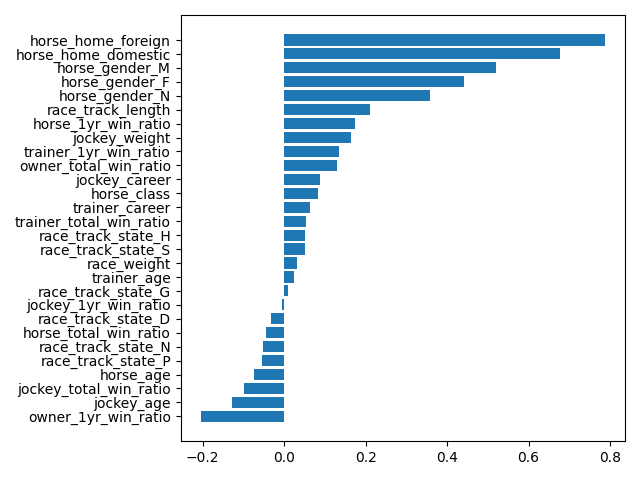 horse_home_foreign
horse_home_domestic
horse_gender_M
horse_gender_F
horse_gender_N
race_track_length
horse_1yr_win_ratio
jockey_weight
trainer_1yr_win_ratio
owner_total_win_ratio
jockey_career
horse_class
trainer_career
trainer_total_win_ratio
race_track_state_H
race_track_state_S
race_weight
trainer_age
race_track_state_G
jockey_1yr_win_ratio
race_track_state_D
horse_total_win_ratio
race_track_state_N
race_track_state_P
horse_age
jockey_total_win_ratio
jockey_age
owner_1yr_win_ratio
−0.2 0.0 0.2 0.4 0.6 0.8